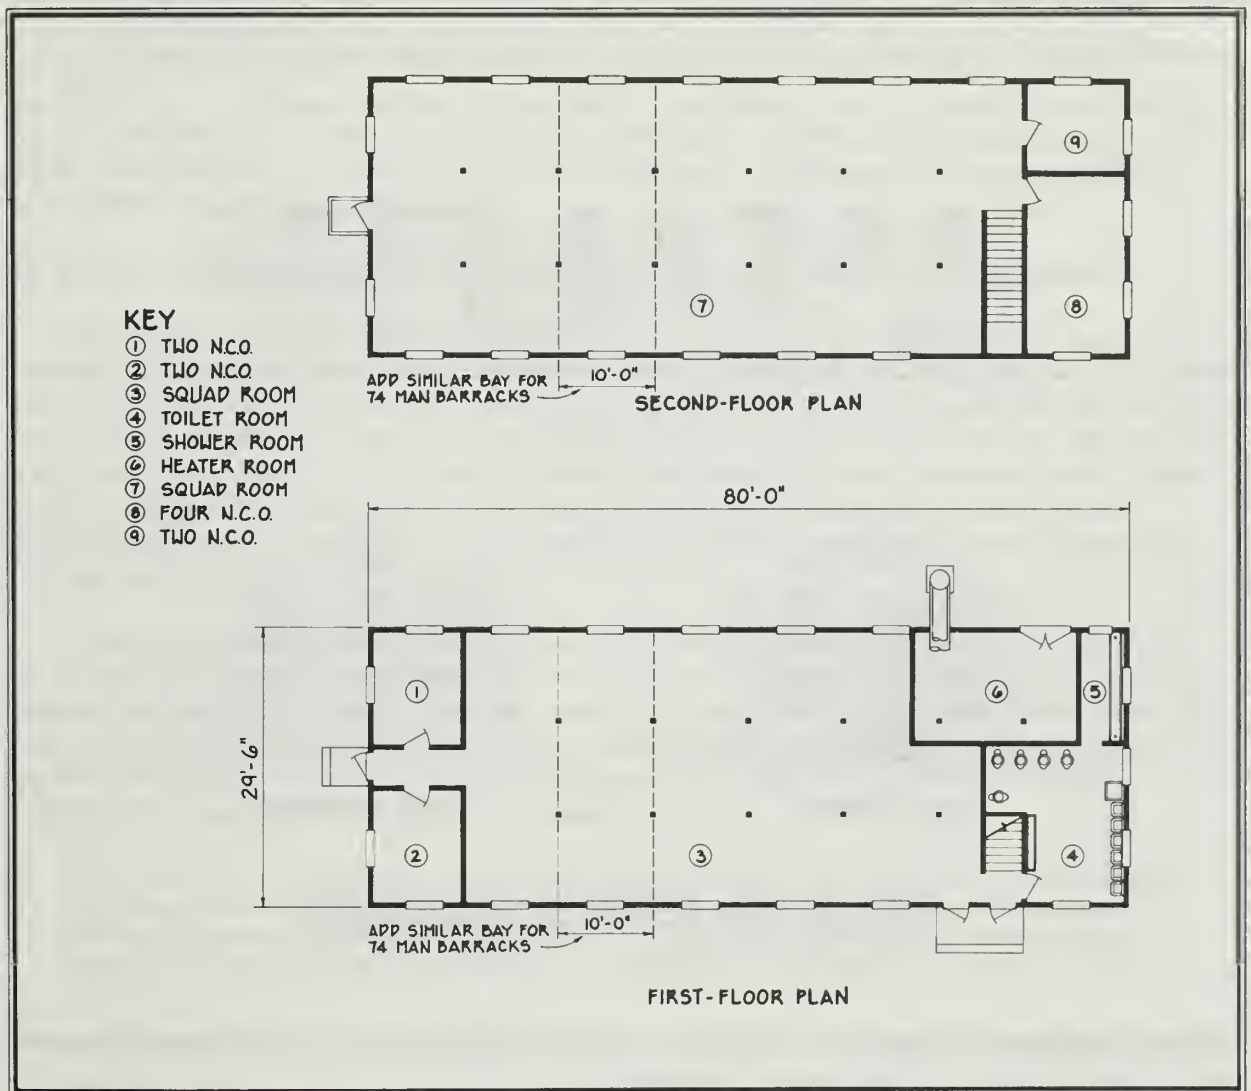 ⑨
⑦
⑧
ADD SIMILAR BAY FOR
74 MAN BARRACKS
10'-0"
SECOND-FLOOR PLAN
KEY
① TWO N.C.O.
② TWO N.C.O.
③ SQUAD ROOM
④ TOILET ROOM
⑤ SHOWER ROOM
⑥ HEATER ROOM
⑦ SQUAD ROOM
⑧ FOUR N.C.O.
⑨ TWO N.C.O.
80'-0"
29'-6"
①
⑥
⑤
②
③
④
ADD SIMILAR BAY FOR
74 MAN BARRACKS
10'-0"
FIRST-FLOOR PLAN